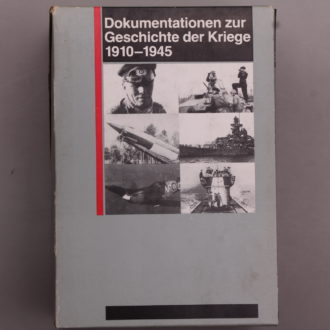 Dokumentationen zur
Geschichte der Kriege
1910–1945